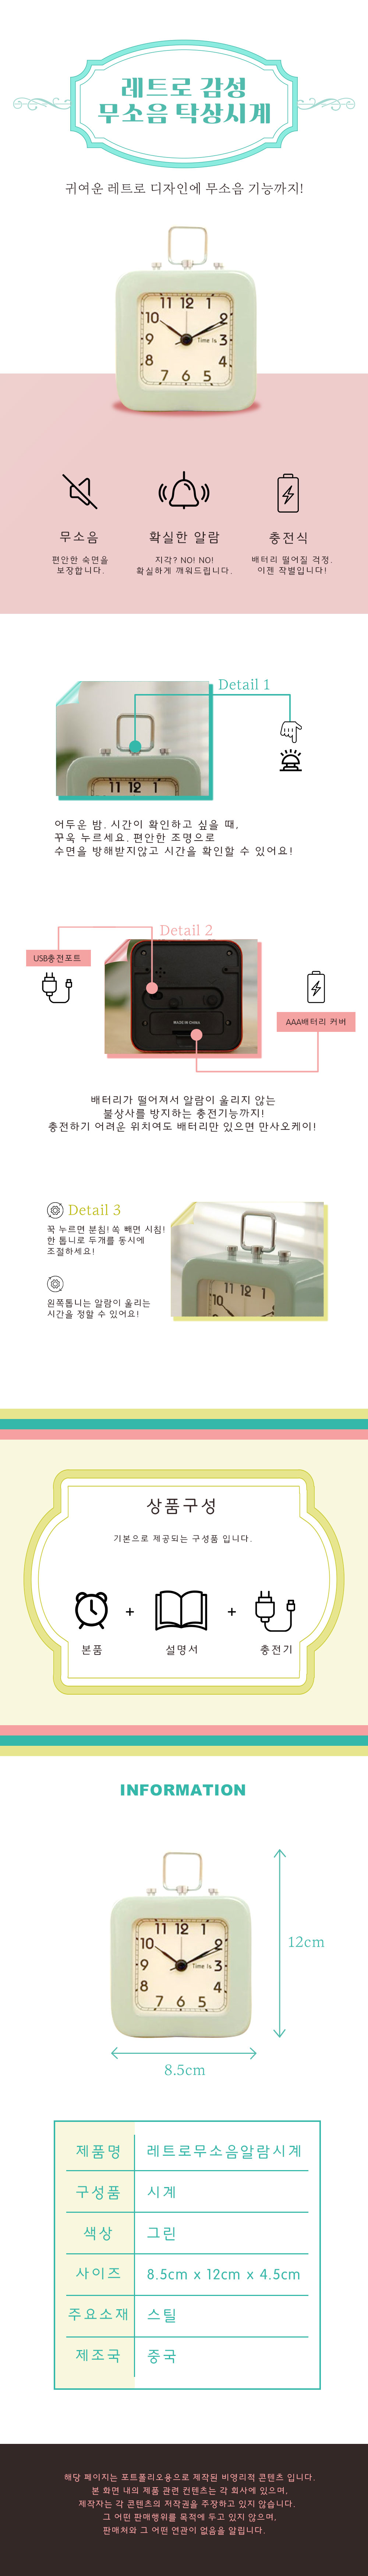 레트로 감성
무소음 탁상시계
귀여운 레트로 디자인에 무소음 기능까지!
11 12 1
10 2
9 Time Is 3
8 4
7 6 5
무소음
편안한 숙면을
보장합니다.
확실한 알람
지각? NO! NO!
확실하게 깨워드립니다.
충전식
배터리 떨어질 걱정.
이젠 작별입니다!
Detail 1
11 12 1
어두운 밤. 시간이 확인하고 싶을 때,
꾸욱 누르세요. 편안한 조명으로
수면을 방해받지않고 시간을 확인할 수 있어요!
Detail 2
USB충전포트
MADE IN CHINA
AAA배터리 커버
배터리가 떨어져서 알람이 울리지 않는
불상사를 방지하는 충전기능까지!
충전하기 어려운 위치여도 배터리만 있으면 만사오케이!
Detail 3
꾹 누르면 분침! 쏙 빼면 시침!
한 톱니로 두개를 동시에
조절하세요!
왼쪽톱니는 알람이 울리는
시간을 정할 수 있어요!
11 12 1
10
상품구성
기본으로 제공되는 구성품 입니다.
본품 + 설명서 + 충전기
INFORMATION
11 12 1
10 2
9 Time Is 3
8 4
7 6 5
12cm
8.5cm
제품명 레트로무소음알람시계
구성품 시계
색상 그린
사이즈 8.5cm x 12cm x 4.5cm
주요소재 스틸
제조국 중국
해당 페이지는 포트폴리오용으로 제작된 비영리적 콘텐츠 입니다.
본 화면 내의 제품 관련 컨텐츠는 각 회사에 있으며,
제작자는 각 콘텐츠의 저작권을 주장하고 있지 않습니다.
그 어떤 판매행위를 목적에 두고 있지 않으며,
판매처와 그 어떤 연관이 없음을 알립니다.